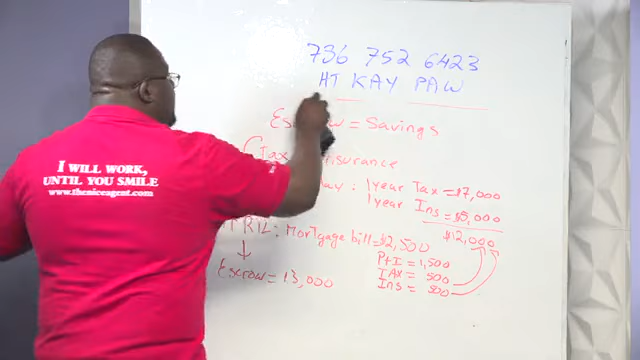 736 752 6423
HT KAY PAW
= Savings
Tax Insurance
: 1year Tax = $7,000
1year Ins = $5,000
$12,000
: Mortgage bill = $2,500
P+I = 1,500
TAX = 500
Ins = 500
Escrow = 13,000
I WILL WORK,
UNTIL YOU SMILE
www.theniceagent.com